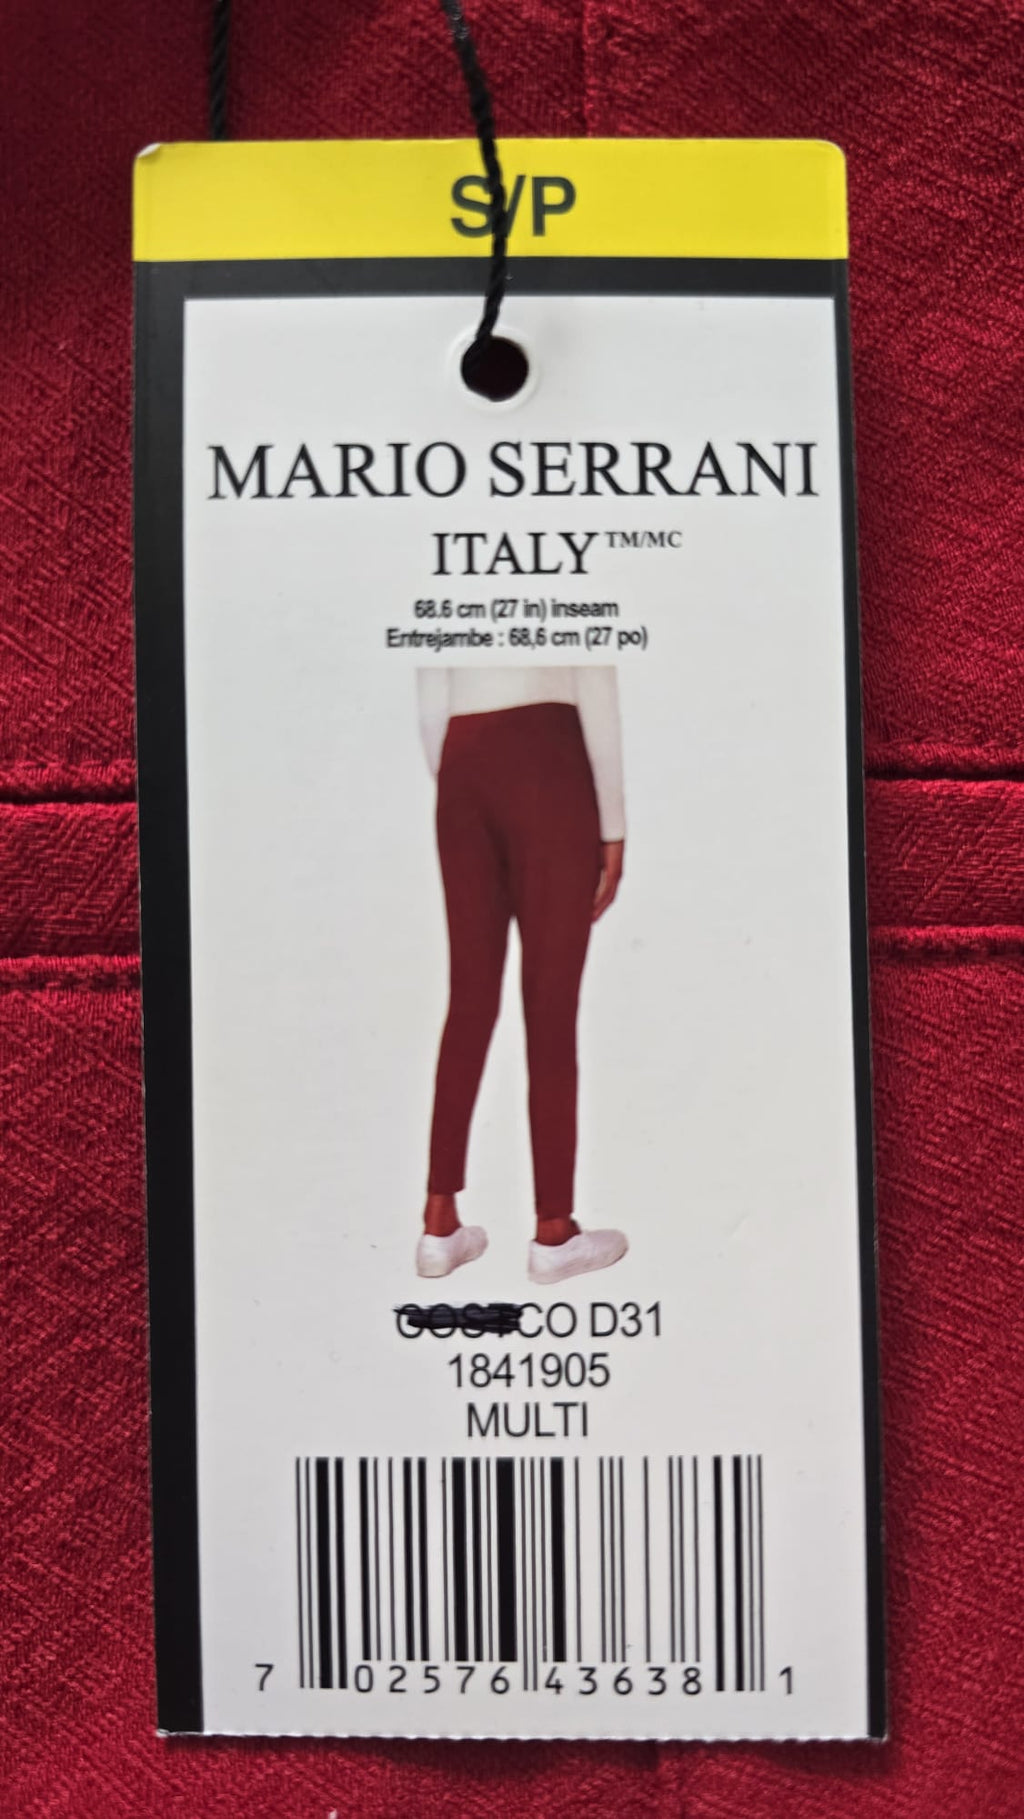 S/P
MARIO SERRANI
ITALY™/MC
68.6 cm (27 in) inseam
Entrejambe : 68,6 cm (27 po)
COSTCO D31
1841905
MULTI
7 02576 43638 1